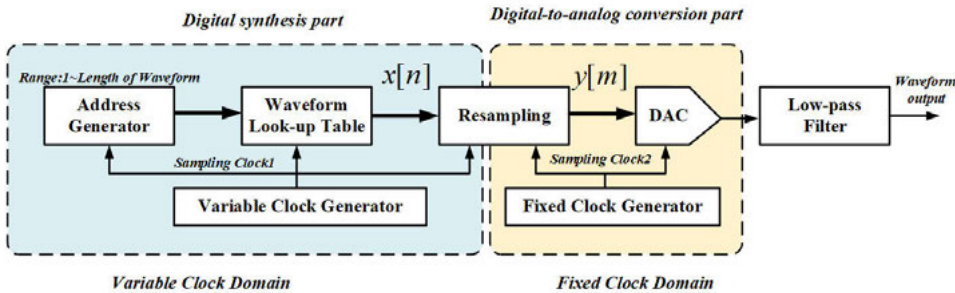 Digital synthesis part
Digital-to-analog conversion part
Range:1~Length of Waveform
x[n]
y[m]
Address
Generator
Waveform
Look-up Table
Resampling
DAC
Low-pass
Filter
Waveform
output
Sampling Clock1
Sampling Clock2
Variable Clock Generator
Fixed Clock Generator
Variable Clock Domain
Fixed Clock Domain